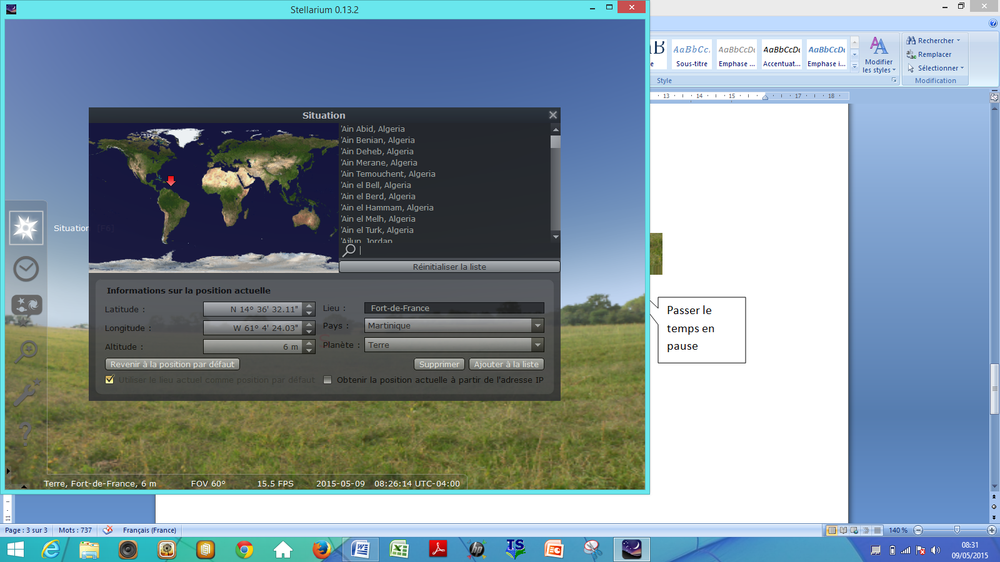 Stellarium 0.13.2
Situation
'Ain Abid, Algeria
'Ain Benian, Algeria
'Ain Deheb, Algeria
'Ain Merane, Algeria
'Ain Temouchent, Algeria
'Ain el Bell, Algeria
'Ain el Berd, Algeria
'Ain el Hammam, Algeria
'Ain el Melh, Algeria
'Ain el Turk, Algeria
'Ajlun, Jordan
Réinitialiser la liste
Situation [F6]
Informations sur la position actuelle
Latitude : N 14° 36' 32.11"
Longitude : W 61° 4' 24.03"
Altitude : 6 m
Lieu : Fort-de-France
Pays : Martinique
Planète : Terre
Revenir à la position par défaut
Supprimer
Ajouter à la liste
Utiliser le lieu actuel comme position par défaut
Obtenir la position actuelle à partir de l'adresse IP
Terre, Fort-de-France, 6 m FOV 60° 15.5 FPS 2015-05-09 08:26:14 UTC-04:00
AaBbCc.
AaBbCcDc
AaBbCcDc
AaBbCcDc
Sous-titre
Emphase ...
Accentuat...
Emphase i...
Modifier
les styles
Style
Rechercher
Remplacer
Sélectionner
Modification
13 14 15 17 18
Passer le
temps en
pause
11
Page : 3 sur 3 Mots : 737 Français (France)
140 %
08:31
09/05/2015